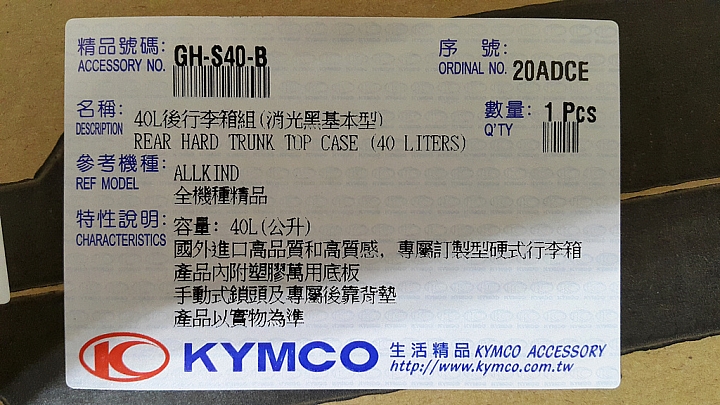 精品號碼: GH-S40-B 序 號:
ACCESSORY NO. ORDINAL NO. 20ADCE
名稱: 40L後行李箱組(消光黑基本型) 數量: 1 Pcs
DESCRIPTION REAR HARD TRUNK TOP CASE (40 LITERS) Q'TY
參考機種: ALLKIND
REF MODEL 全機種精品
特性說明: 容量: 40L(公升)
CHARACTERISTICS 國外進口高品質和高質感，專屬訂製型硬式行李箱
產品內附塑膠萬用底板
手動式鎖頭及專屬後靠背墊
產品以實物為準
KYMCO 生活精品 KYMCO ACCESSORY
http://www.kymco.com.tw